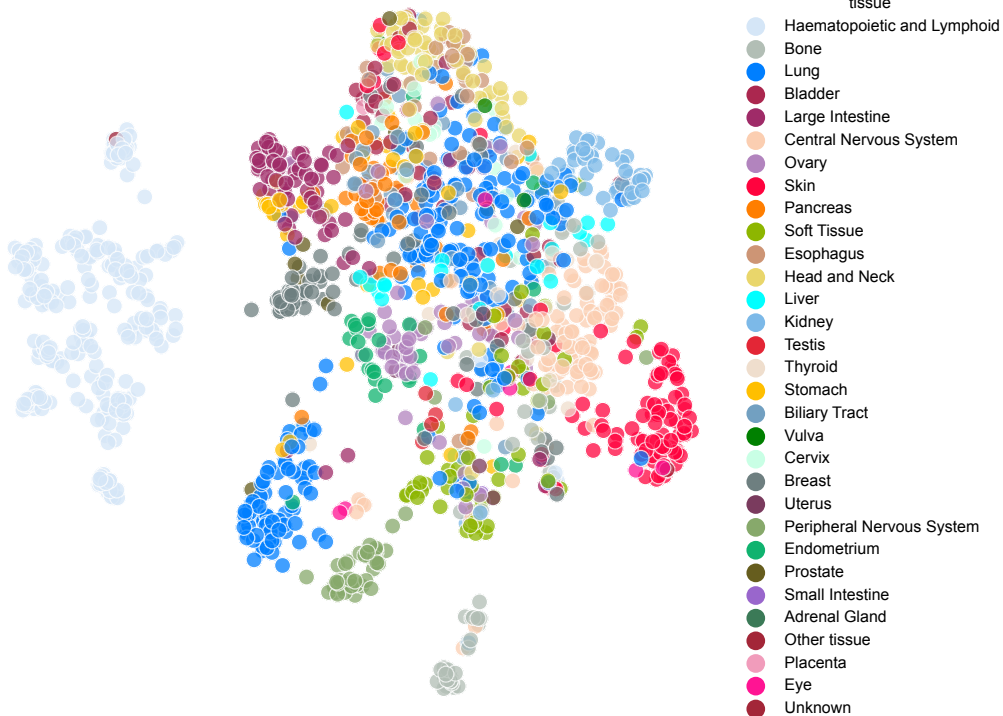 tissue
Haematopoietic and Lymphoid
Bone
Lung
Bladder
Large Intestine
Central Nervous System
Ovary
Skin
Pancreas
Soft Tissue
Esophagus
Head and Neck
Liver
Kidney
Testis
Thyroid
Stomach
Biliary Tract
Vulva
Cervix
Breast
Uterus
Peripheral Nervous System
Endometrium
Prostate
Small Intestine
Adrenal Gland
Other tissue
Placenta
Eye
Unknown